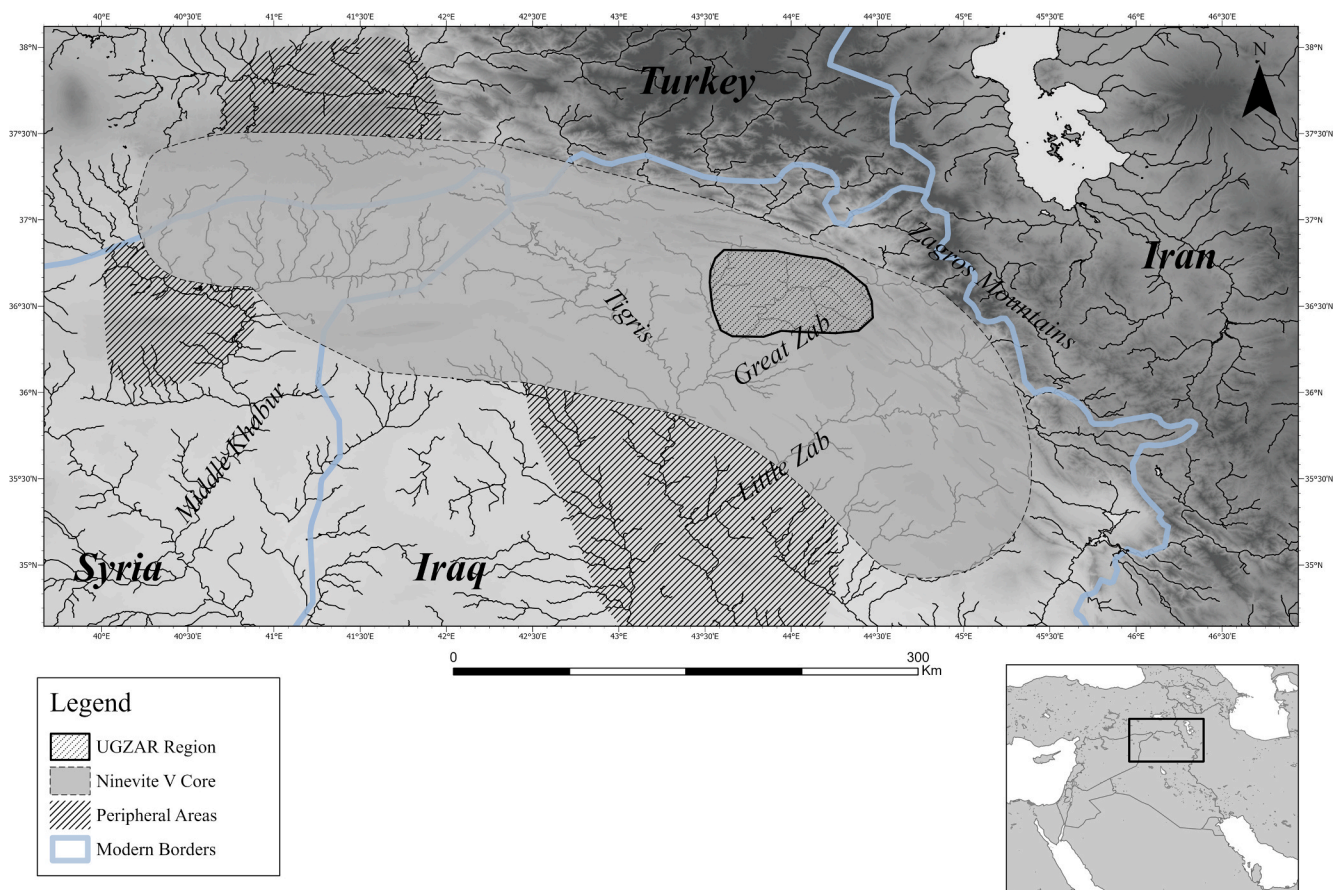 40°E 40°30'E 41°E 41°30'E 42°E 42°30'E 43°E 43°30'E 44°E 44°30'E 45°E 45°30'E 46°E 46°30'E
38°N 38°N
37°30'N 37°30'N
37°N 37°N
36°30'N 36°30'N
36°N 36°N
35°30'N 35°30'N
35°N 35°N
N
Turkey
Iran
Zagros Mountains
Tigris
Great Zab
Little Zab
Middle Khabur
Syria
Iraq
40°E 40°30'E 41°E 41°30'E 42°E 42°30'E 43°E 43°30'E 44°E 44°30'E 45°E 45°30'E 46°E 46°30'E
0 300
Km
Legend
UGZAR Region
Ninevite V Core
Peripheral Areas
Modern Borders